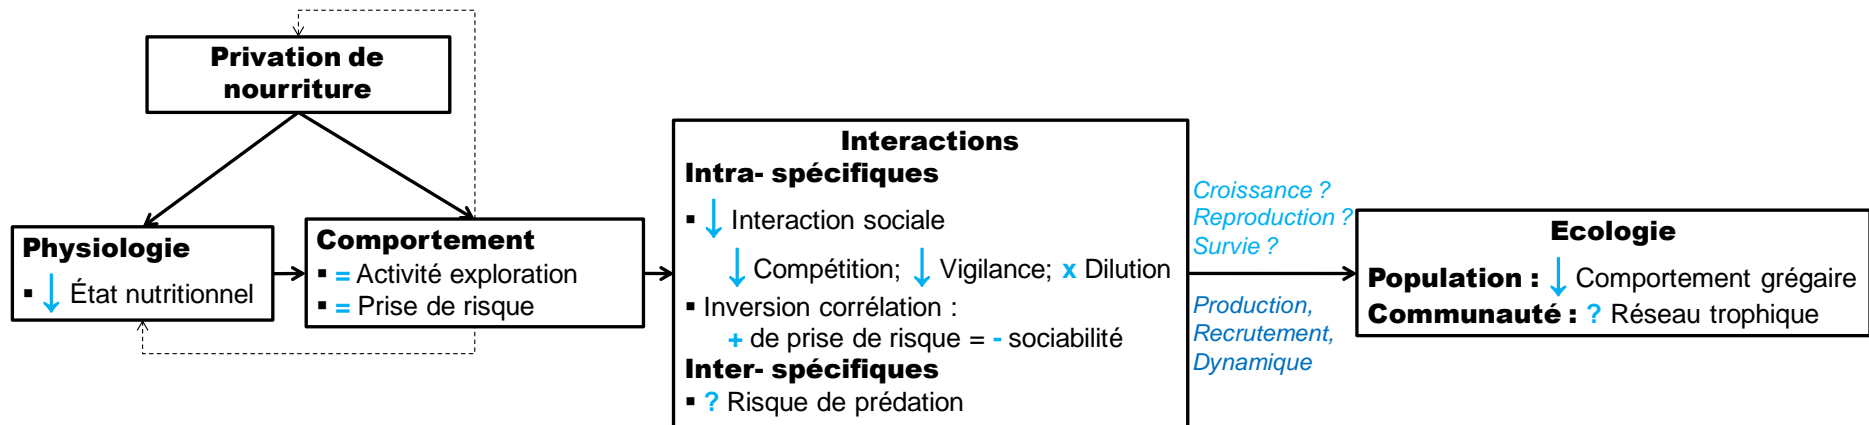 Privation de
nourriture
Physiologie
▪ ↓ État nutritionnel
Comportement
▪ = Activité exploration
▪ = Prise de risque
Interactions
Intra- spécifiques
▪ ↓ Interaction sociale
↓ Compétition; ↓ Vigilance; x Dilution
▪ Inversion corrélation :
+ de prise de risque = - sociabilité
Inter- spécifiques
▪ ? Risque de prédation
Croissance ?
Reproduction ?
Survie ?
Production,
Recrutement,
Dynamique
Ecologie
Population : ↓ Comportement grégaire
Communauté : ? Réseau trophique